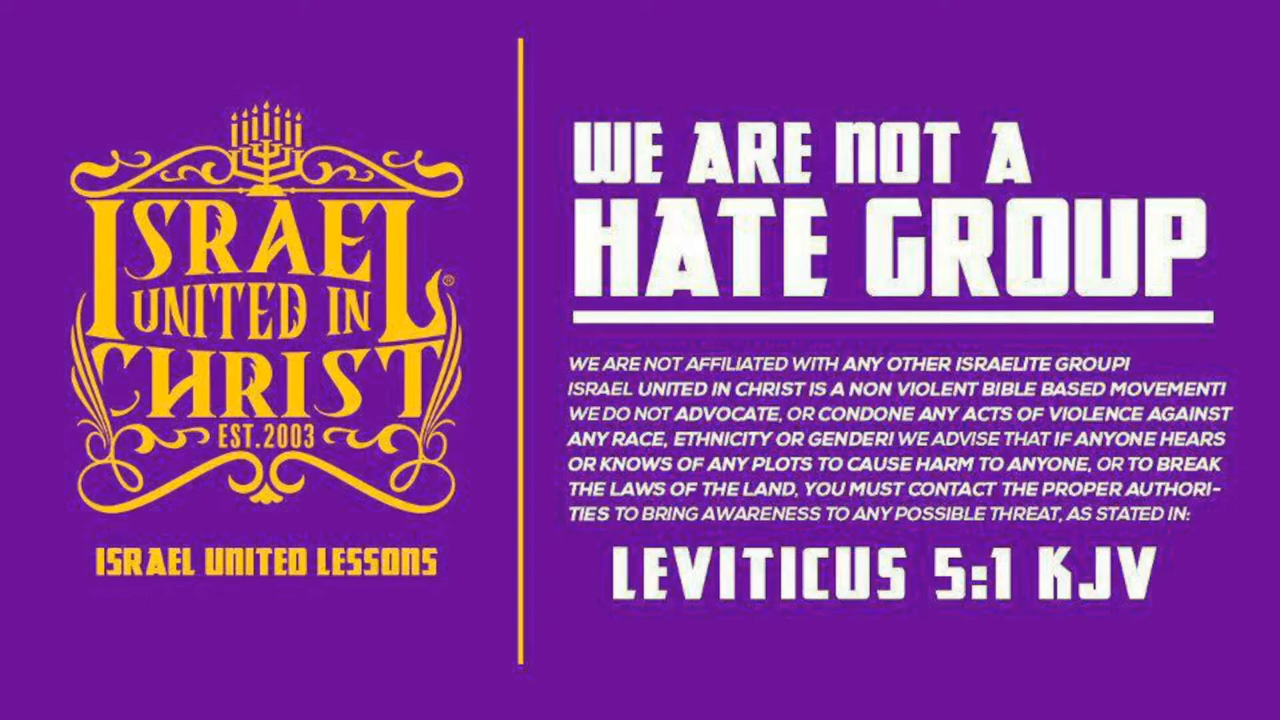 ISRAEL
UNITED IN
CHRIST
EST.2003
ISRAEL UNITED LESSONS
WE ARE NOT A
HATE GROUP
WE ARE NOT AFFILIATED WITH ANY OTHER ISRAELITE GROUP!
ISRAEL UNITED IN CHRIST IS A NON VIOLENT BIBLE BASED MOVEMENT!
WE DO NOT ADVOCATE, OR CONDONE ANY ACTS OF VIOLENCE AGAINST
ANY RACE, ETHNICITY OR GENDER! WE ADVISE THAT IF ANYONE HEARS
OR KNOWS OF ANY PLOTS TO CAUSE HARM TO ANYONE, OR TO BREAK
THE LAWS OF THE LAND, YOU MUST CONTACT THE PROPER AUTHORI-
TIES TO BRING AWARENESS TO ANY POSSIBLE THREAT, AS STATED IN:
LEVITICUS 5:1 KJV